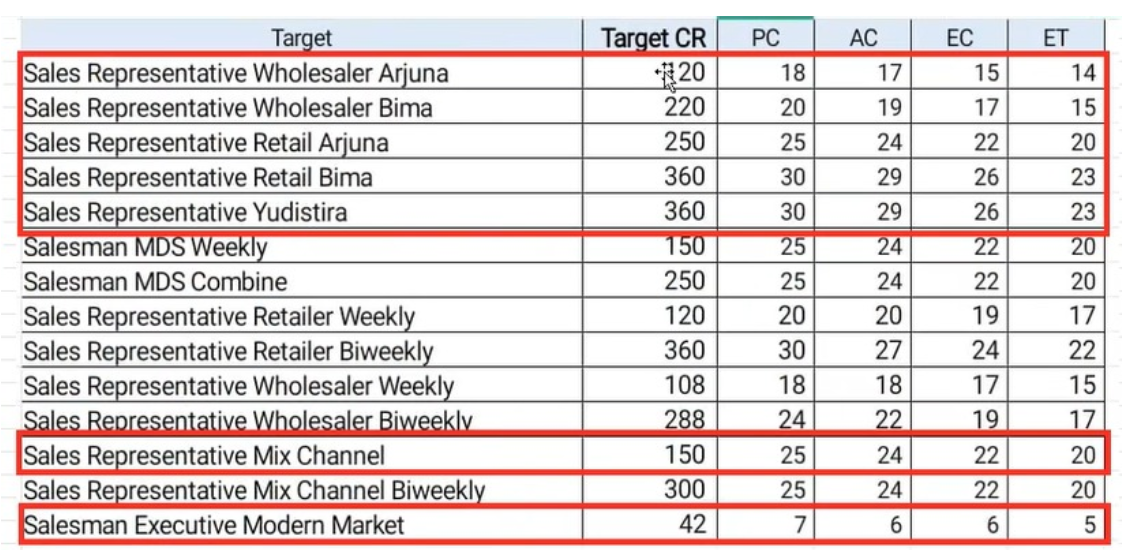 Target Target CR PC AC EC ET
Sales Representative Wholesaler Arjuna 120 18 17 15 14
Sales Representative Wholesaler Bima 220 20 19 17 15
Sales Representative Retail Arjuna 250 25 24 22 20
Sales Representative Retail Bima 360 30 29 26 23
Sales Representative Yudistira 360 30 29 26 23
Salesman MDS Weekly 150 25 24 22 20
Salesman MDS Combine 250 25 24 22 20
Sales Representative Retailer Weekly 120 20 20 19 17
Sales Representative Retailer Biweekly 360 30 27 24 22
Sales Representative Wholesaler Weekly 108 18 18 17 15
Sales Representative Wholesaler Biweekly 288 24 22 19 17
Sales Representative Mix Channel 150 25 24 22 20
Sales Representative Mix Channel Biweekly 300 25 24 22 20
Salesman Executive Modern Market 42 7 6 6 5